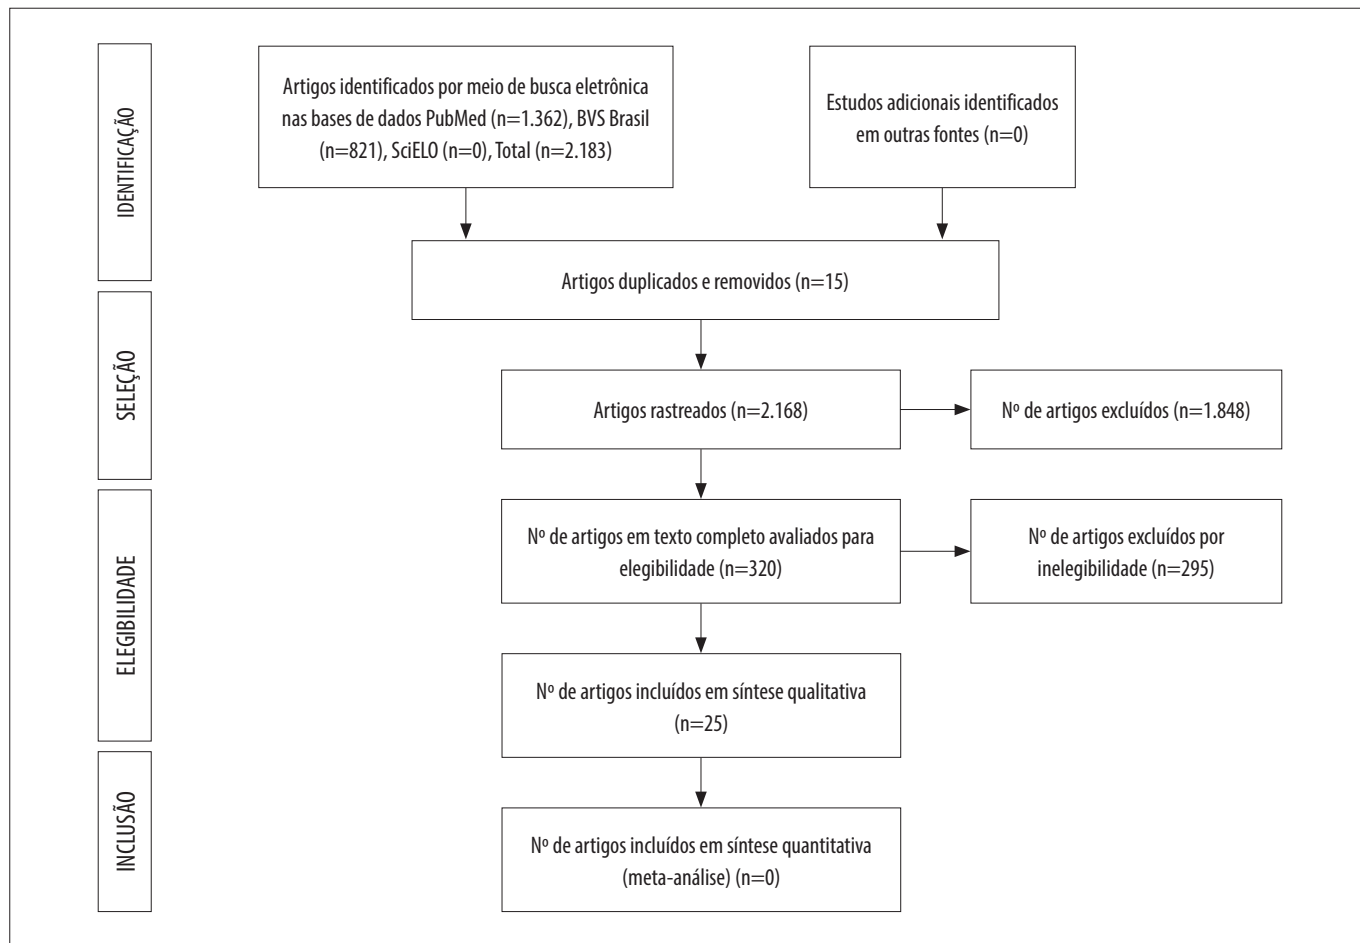 IDENTIFICAÇÃO
Artigos identificados por meio de busca eletrônica
nas bases de dados PubMed (n=1.362), BVS Brasil
(n=821), SciELO (n=0), Total (n=2.183)
Estudos adicionais identificados
em outras fontes (n=0)
Artigos duplicados e removidos (n=15)
SELEÇÃO
Artigos rastreados (n=2.168)
Nº de artigos excluídos (n=1.848)
ELEGIBILIDADE
Nº de artigos em texto completo avaliados para
elegibilidade (n=320)
Nº de artigos excluídos por
inelegibilidade (n=295)
Nº de artigos incluídos em síntese qualitativa
(n=25)
INCLUSÃO
Nº de artigos incluídos em síntese quantitativa
(meta-análise) (n=0)